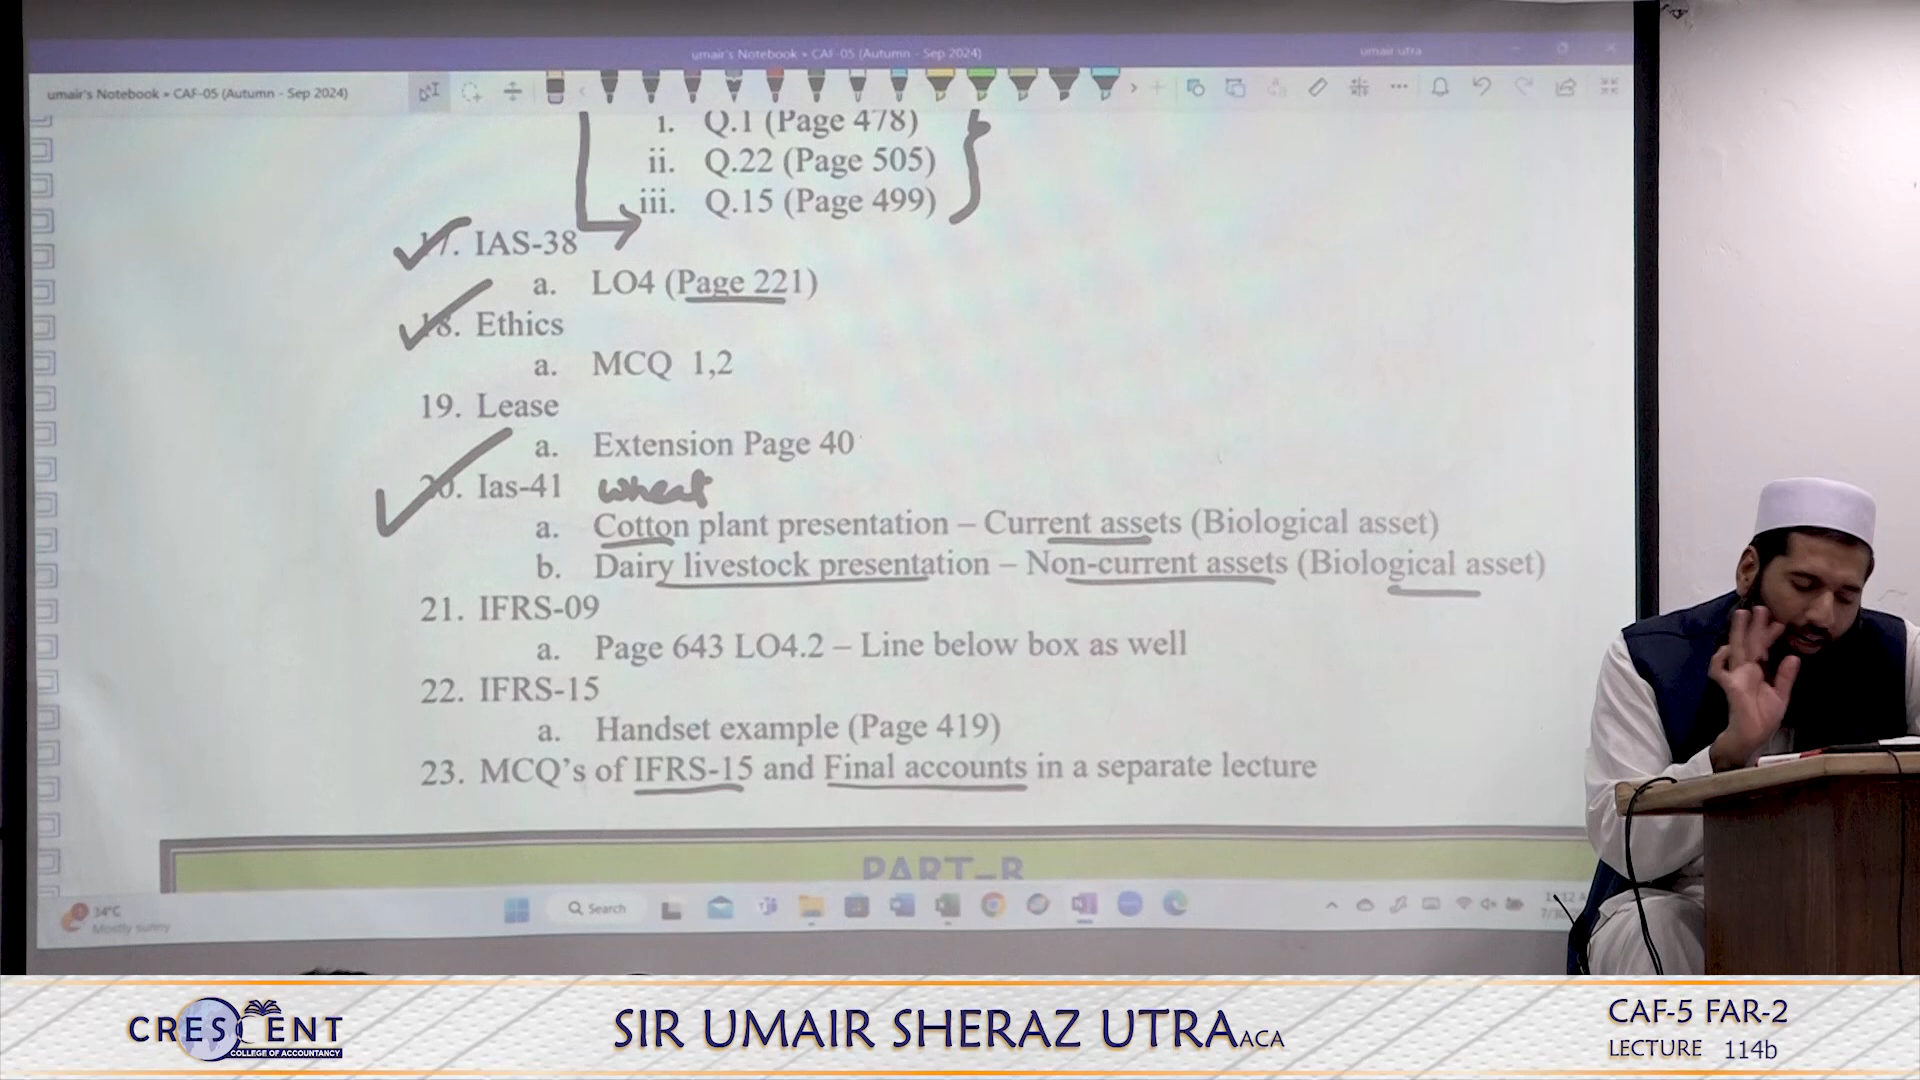 umair's Notebook » CAF-05 (Autumn - Sep 2024)
umair utra
umair's Notebook » CAF-05 (Autumn - Sep 2024)
i. Q.1 (Page 478)
ii. Q.22 (Page 505)
iii. Q.15 (Page 499)
17. IAS-38
a. LO4 (Page 221)
18. Ethics
a. MCQ 1,2
19. Lease
a. Extension Page 40
20. Ias-41 wheat
a. Cotton plant presentation – Current assets (Biological asset)
b. Dairy livestock presentation – Non-current assets (Biological asset)
21. IFRS-09
a. Page 643 LO4.2 – Line below box as well
22. IFRS-15
a. Handset example (Page 419)
23. MCQ's of IFRS-15 and Final accounts in a separate lecture
PART–B
34°C
Mostly sunny
Search
CRESCENT
COLLEGE OF ACCOUNTANCY
SIR UMAIR SHERAZ UTRA ACA
CAF-5 FAR-2
LECTURE 114b